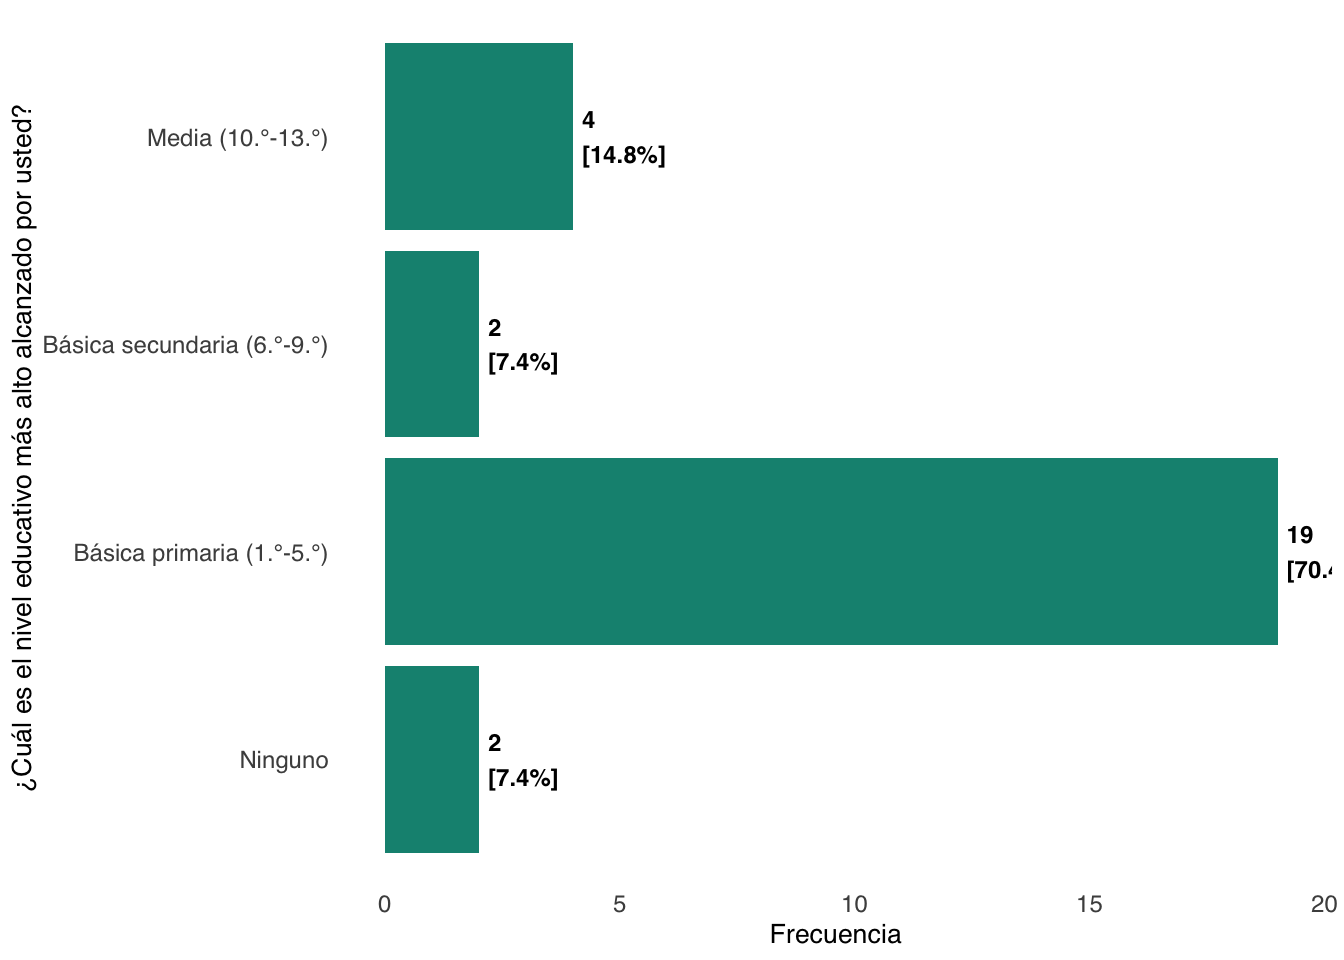 ¿Cuál es el nivel educativo más alto alcanzado por usted?
Media (10.°-13.°)
4
[14.8%]
Básica secundaria (6.°-9.°)
2
[7.4%]
Básica primaria (1.°-5.°)
19
[70.4
Ninguno
2
[7.4%]
0 5 10 15 20
Frecuencia